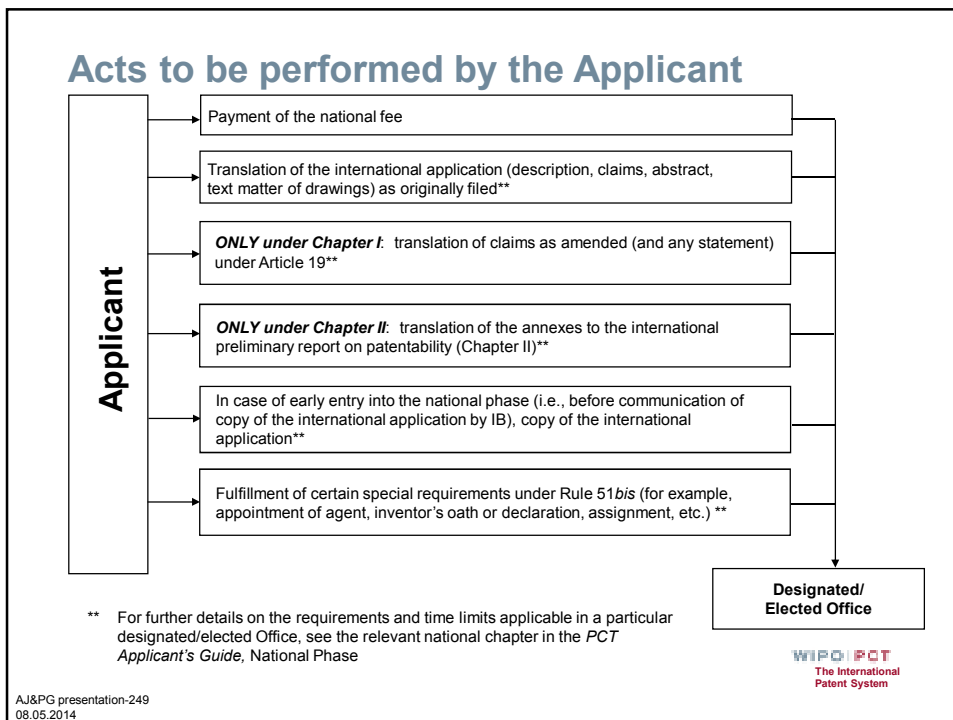 Acts to be performed by the Applicant
Applicant
Payment of the national fee
Translation of the international application (description, claims, abstract,
text matter of drawings) as originally filed**
ONLY under Chapter I: translation of claims as amended (and any statement)
under Article 19**
ONLY under Chapter II: translation of the annexes to the international
preliminary report on patentability (Chapter II)**
In case of early entry into the national phase (i.e., before communication of
copy of the international application by IB), copy of the international
application**
Fulfillment of certain special requirements under Rule 51bis (for example,
appointment of agent, inventor's oath or declaration, assignment, etc.) **
Designated/
Elected Office
** For further details on the requirements and time limits applicable in a particular
designated/elected Office, see the relevant national chapter in the PCT
Applicant's Guide, National Phase
WIPO PCT
The International
Patent System
AJ&PG presentation-249
08.05.2014